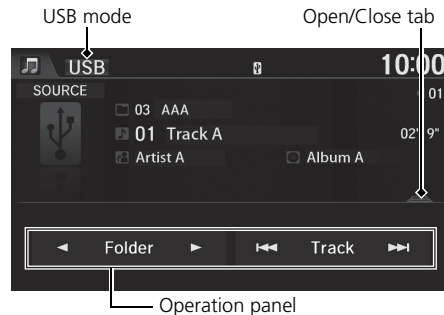 USB mode
Open/Close tab
USB
10:00
SOURCE
01
03 AAA
01 Track A
Artist A
Album A
Folder
Track
Operation panel